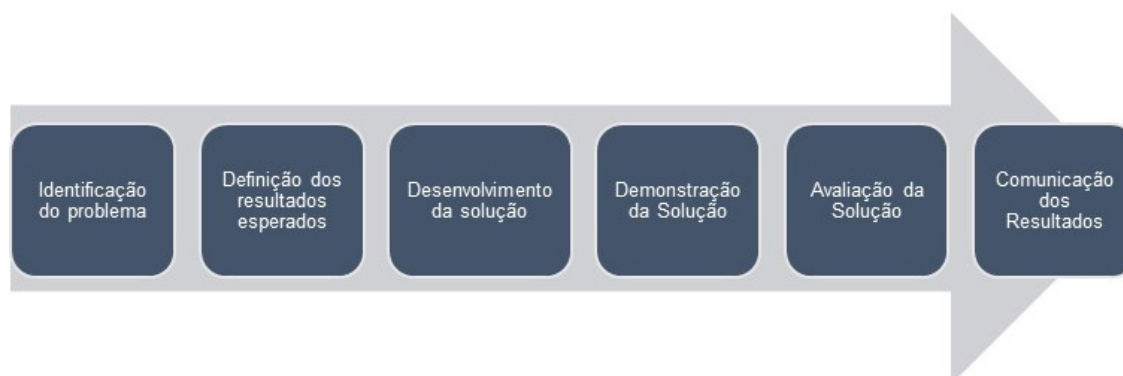 Identificação
do problema
Definição dos
resultados
esperados
Desenvolvimento
da solução
Demonstração
da Solução
Avaliação da
Solução
Comunicação
dos
Resultados